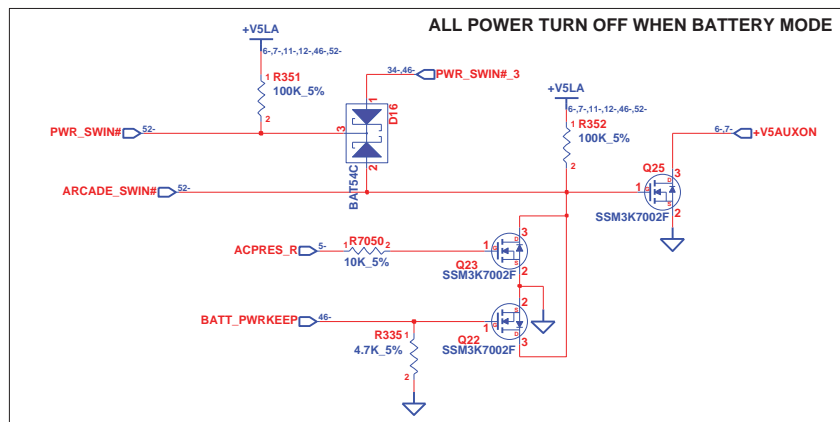 ALL POWER TURN OFF WHEN BATTERY MODE
+V5LA
6-,7-,11-,12-,46-,52-
1 R351
100K_5%
2
34-,46- PWR_SWIN#_3
1
D16
3
2
BAT54C
PWR_SWIN# 52-
+V5LA
6-,7-,11-,12-,46-,52-
1 R352
100K_5%
2
6-,7- +V5AUXON
Q25
3
D
1 G
S
2
SSM3K7002F
ARCADE_SWIN# 52-
ACPRES_R 5- 1 R7050 2
10K_5%
3
D
1 G
S
Q23 2
SSM3K7002F
BATT_PWRKEEP 46-
2
S
1 G
D
Q22 3
SSM3K7002F
R335
1
4.7K_5%
2